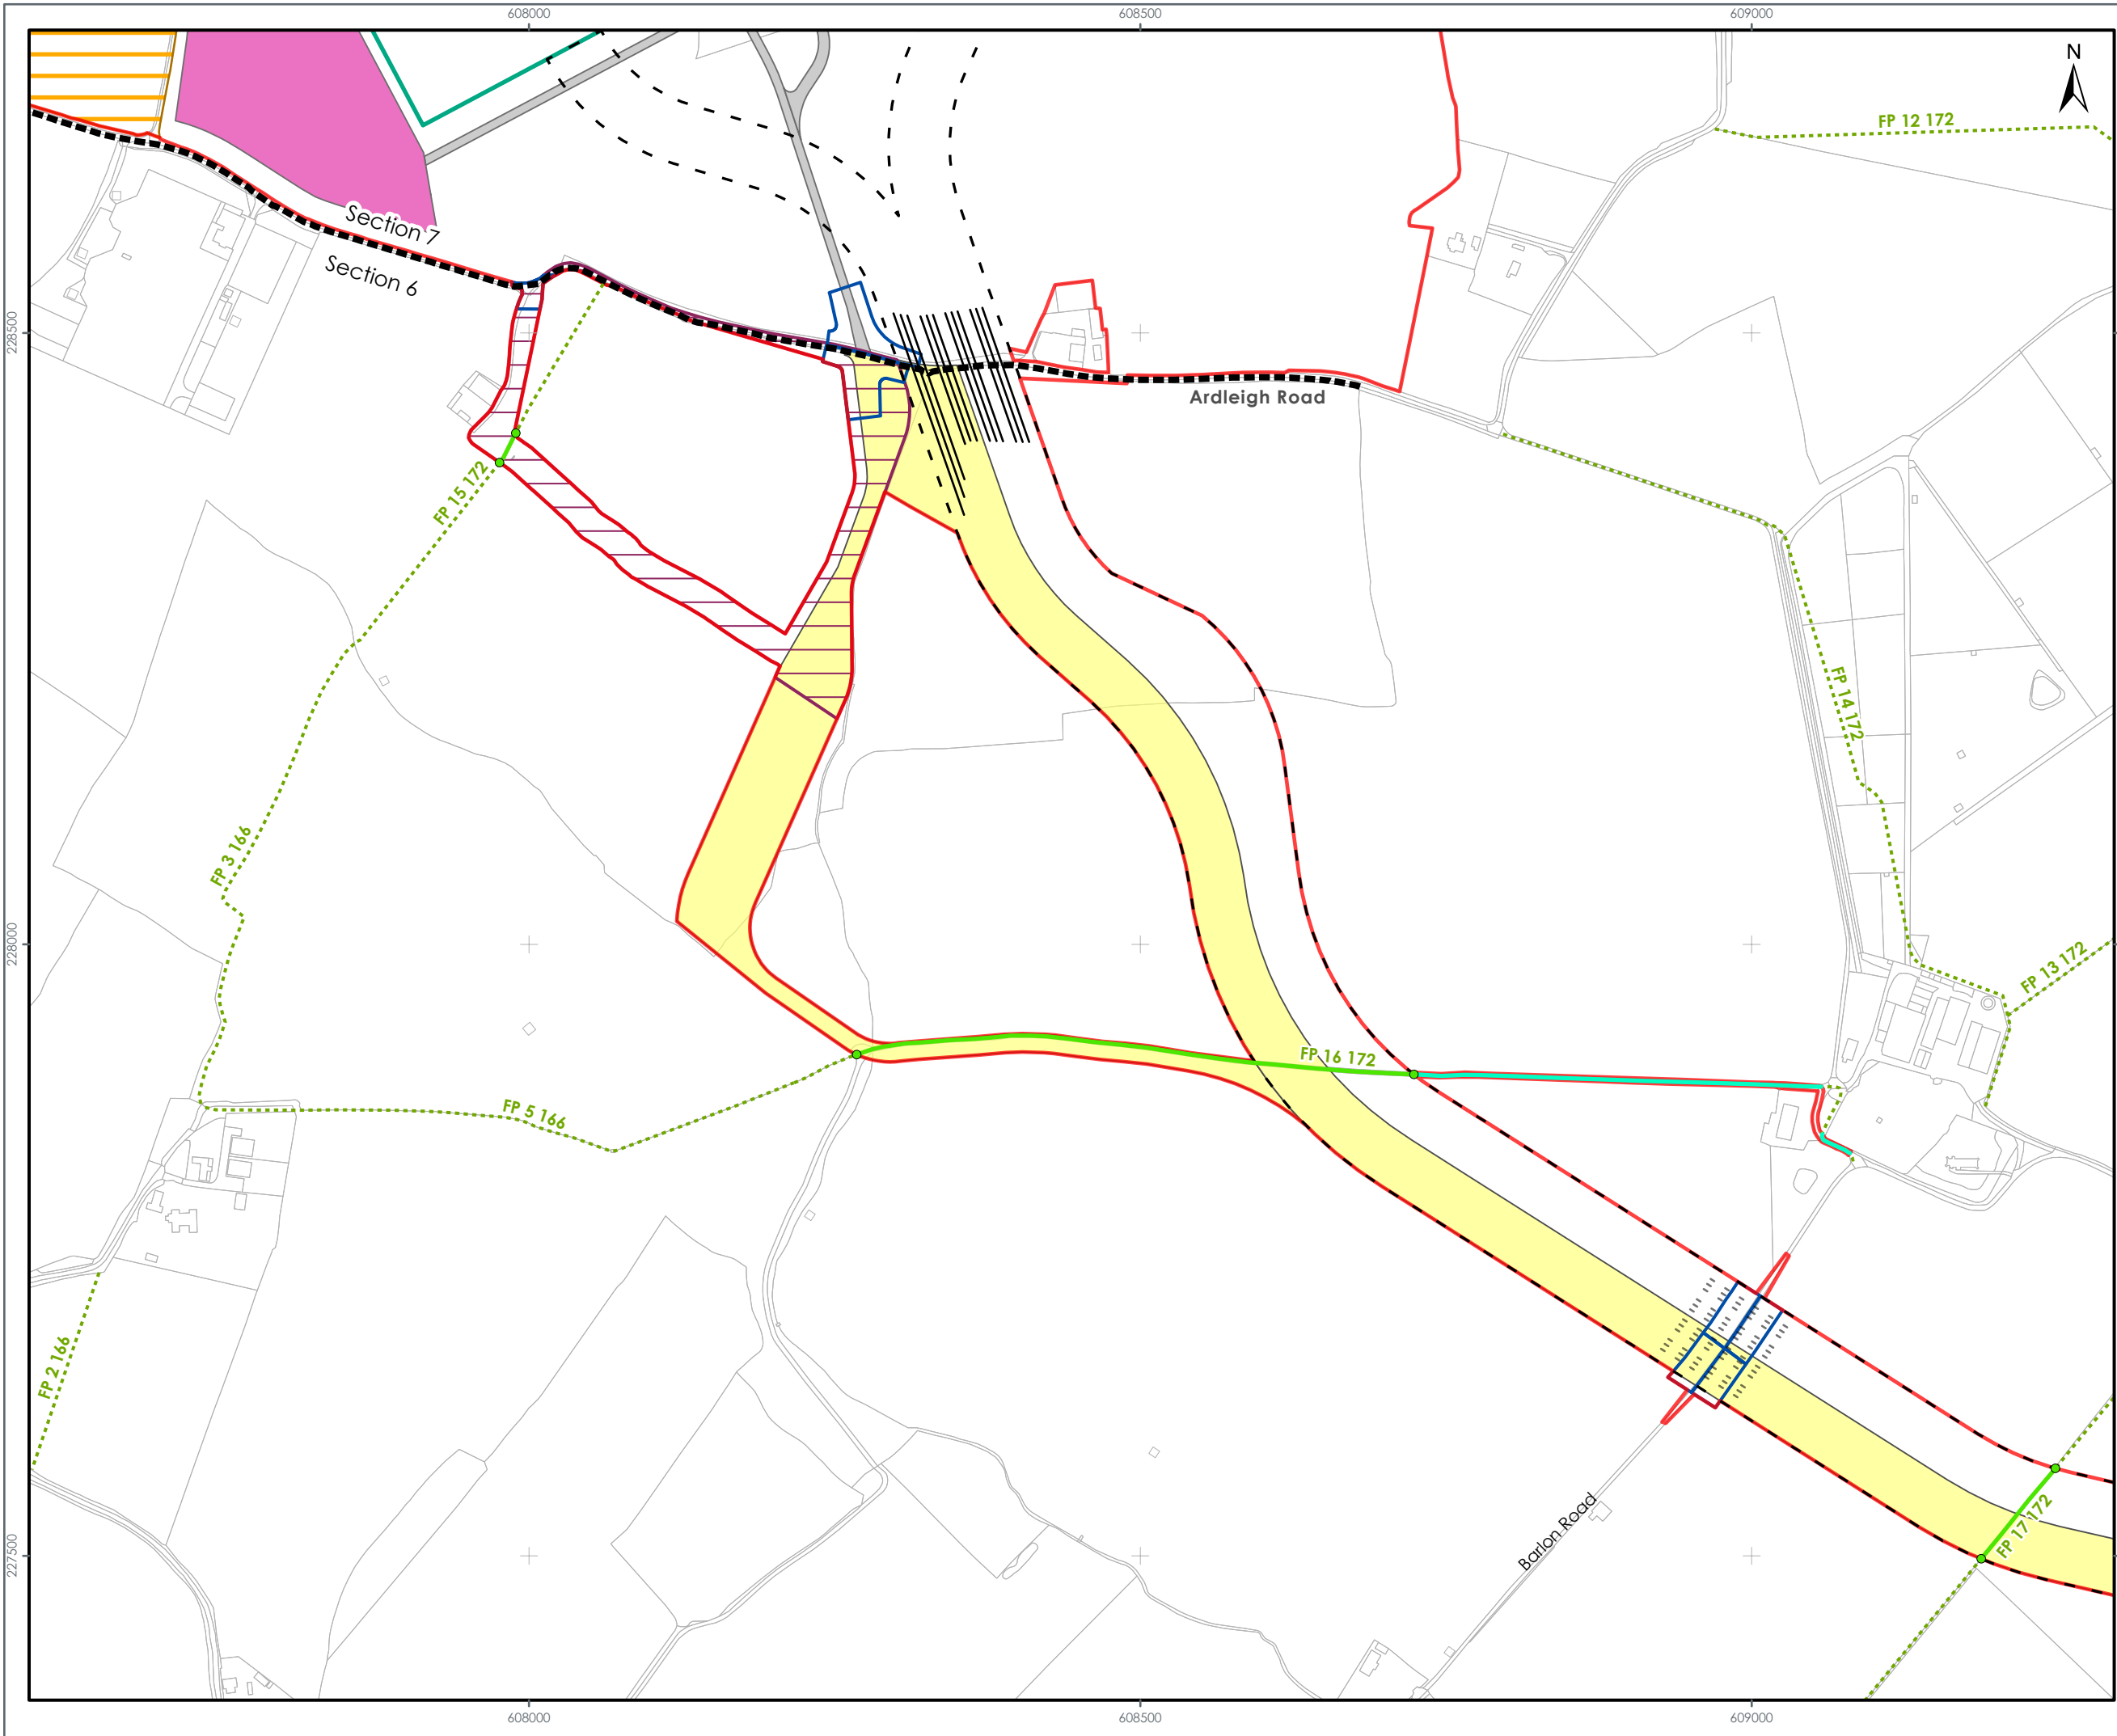 608000
608500
609000
N
FP 12 172
Section 7
Section 6
228500
Ardleigh Road
FP 15 172
FP 14 172
FP 3 166
228000
FP 13 172
FP 16 172
FP 5 166
FP 2 166
Barlon Road
FP 17 172
227500
608000
608500
609000